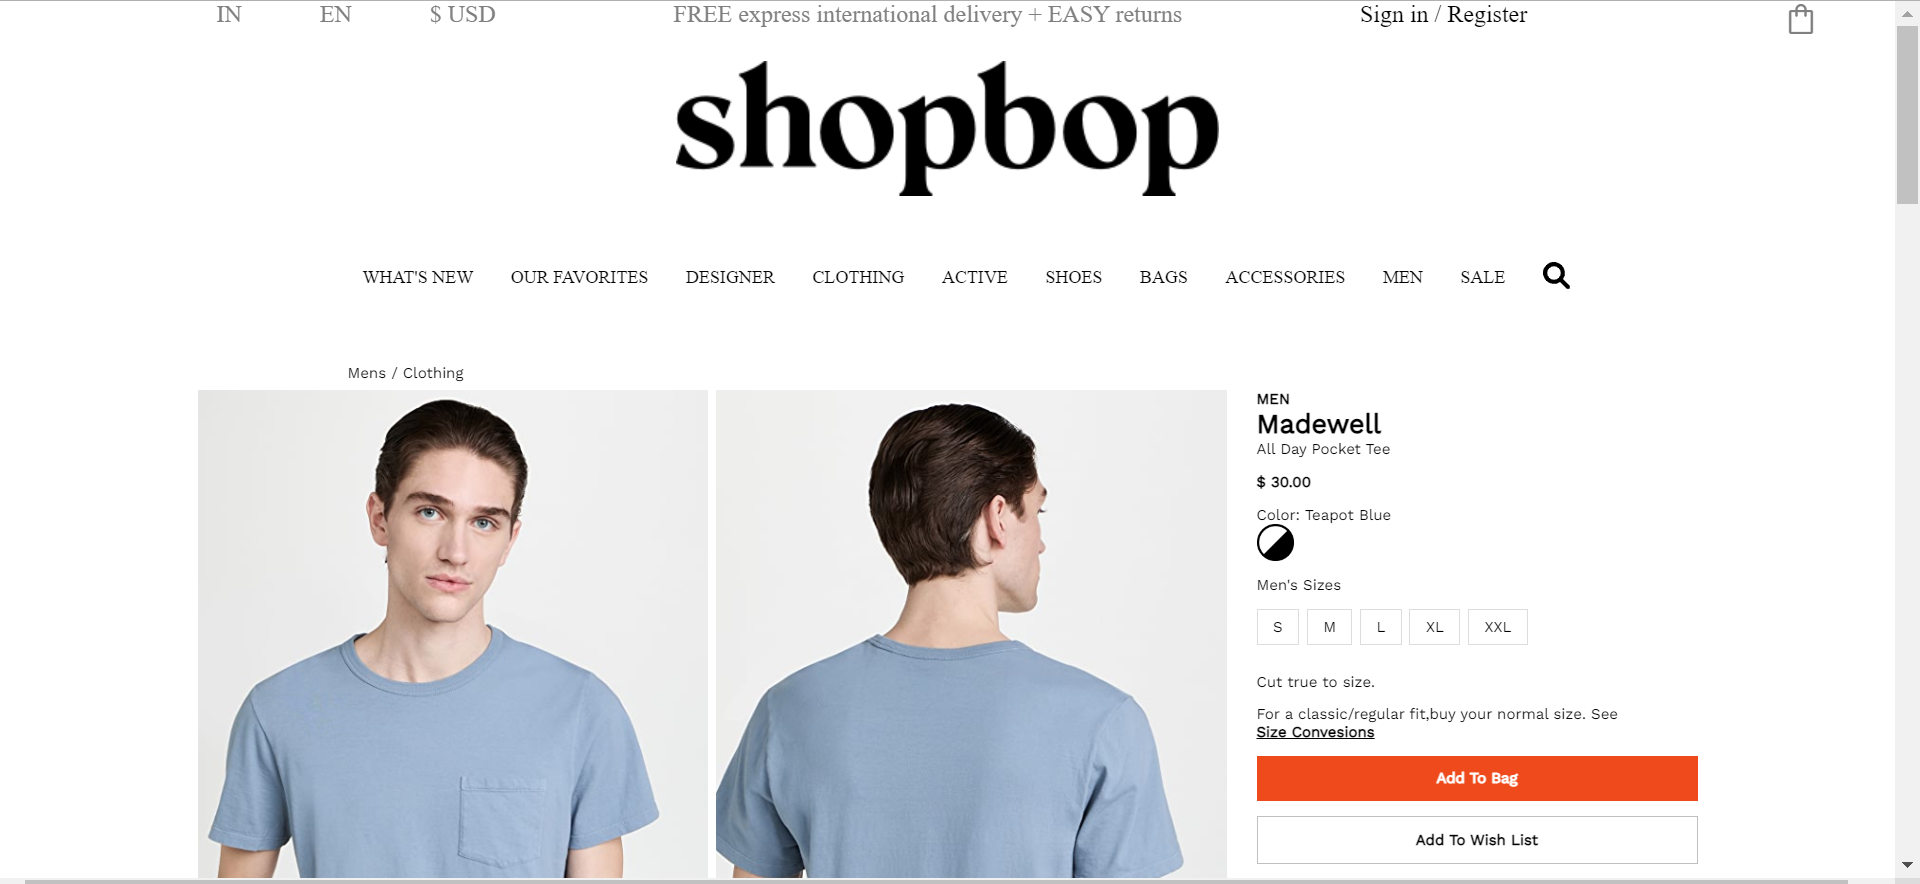 IN EN $ USD FREE express international delivery + EASY returns Sign in / Register
shopbop
WHAT'S NEW OUR FAVORITES DESIGNER CLOTHING ACTIVE SHOES BAGS ACCESSORIES MEN SALE
Mens / Clothing
MEN
Madewell
All Day Pocket Tee
$ 30.00
Color: Teapot Blue
Men's Sizes
S M L XL XXL
Cut true to size.
For a classic/regular fit,buy your normal size. See
Size Convesions
Add To Bag
Add To Wish List